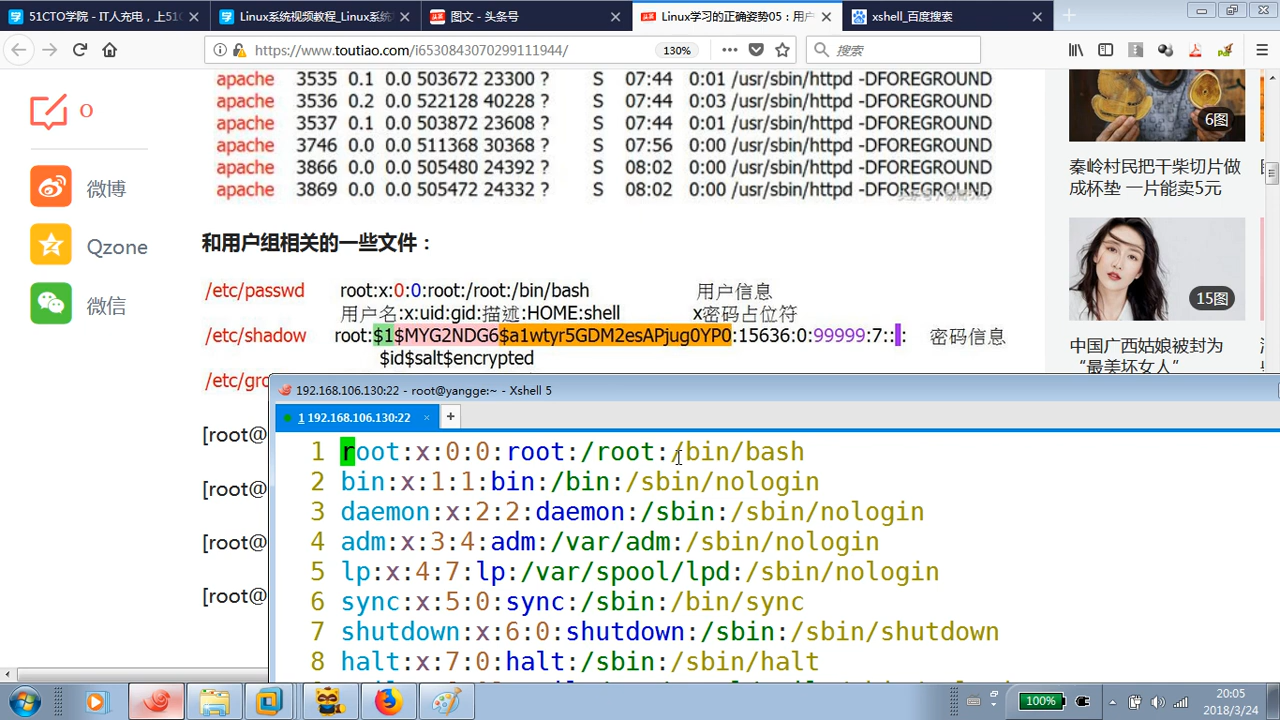 51CTO学院 - IT人充电，上51
Linux系统视频教程_Linux系统
图文 - 头条号
Linux学习的正确姿势05：用户
xshell_百度搜索
https://www.toutiao.com/i6530843070299111944/
130%
搜索
apache 3535 0.1 0.0 503672 23300 ? S 07:44 0:01 /usr/sbin/httpd -DFOREGROUND
apache 3536 0.2 0.0 522128 40228 ? S 07:44 0:03 /usr/sbin/httpd -DFOREGROUND
apache 3537 0.1 0.0 503872 23608 ? S 07:44 0:01 /usr/sbin/httpd -DFOREGROUND
apache 3746 0.0 0.0 511368 30368 ? S 07:56 0:00 /usr/sbin/httpd -DFOREGROUND
apache 3866 0.0 0.0 505480 24392 ? S 08:02 0:00 /usr/sbin/httpd -DFOREGROUND
apache 3869 0.0 0.0 505472 24332 ? S 08:02 0:00 /usr/sbin/httpd -DFOREGROUND
0
微博
Qzone
微信
和用户组相关的一些文件：
/etc/passwd root:x:0:0:root:/root:/bin/bash 用户信息
用户名:x:uid:gid:描述:HOME:shell x密码占位符
/etc/shadow root:$1$MYG2NDG6$a1wtyr5GDM2esAPjug0YP0:15636:0:99999:7::: 密码信息
$id$salt$encrypted
/etc/gro
[root@
[root@
[root@
[root@
6图
秦岭村民把干柴切片做
成杯垫 一片能卖5元
15图
中国广西姑娘被封为
“最美坏女人”
192.168.106.130:22 - root@yangge:~ - Xshell 5
1 192.168.106.130:22
1 root:x:0:0:root:/root:/bin/bash
2 bin:x:1:1:bin:/bin:/sbin/nologin
3 daemon:x:2:2:daemon:/sbin:/sbin/nologin
4 adm:x:3:4:adm:/var/adm:/sbin/nologin
5 lp:x:4:7:lp:/var/spool/lpd:/sbin/nologin
6 sync:x:5:0:sync:/sbin:/bin/sync
7 shutdown:x:6:0:shutdown:/sbin:/sbin/shutdown
8 halt:x:7:0:halt:/sbin:/sbin/halt
100%
20:05
2018/3/24